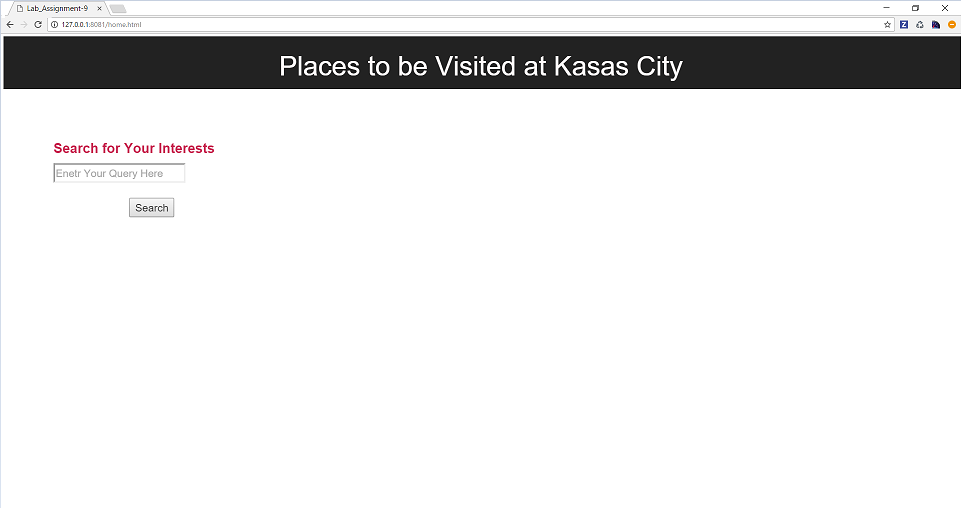 Lab_Assignment-9
127.0.0.1:8081/home.html
Places to be Visited at Kasas City
Search for Your Interests
Enetr Your Query Here
Search